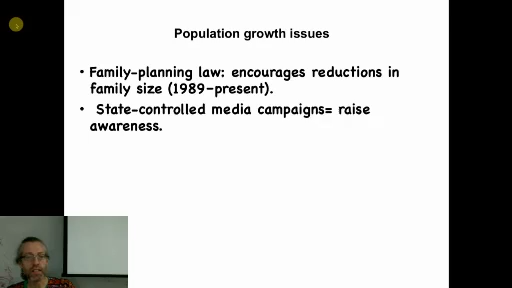 Population growth issues
• Family-planning law: encourages reductions in
family size (1989-present).
• State-controlled media campaigns= raise
awareness.